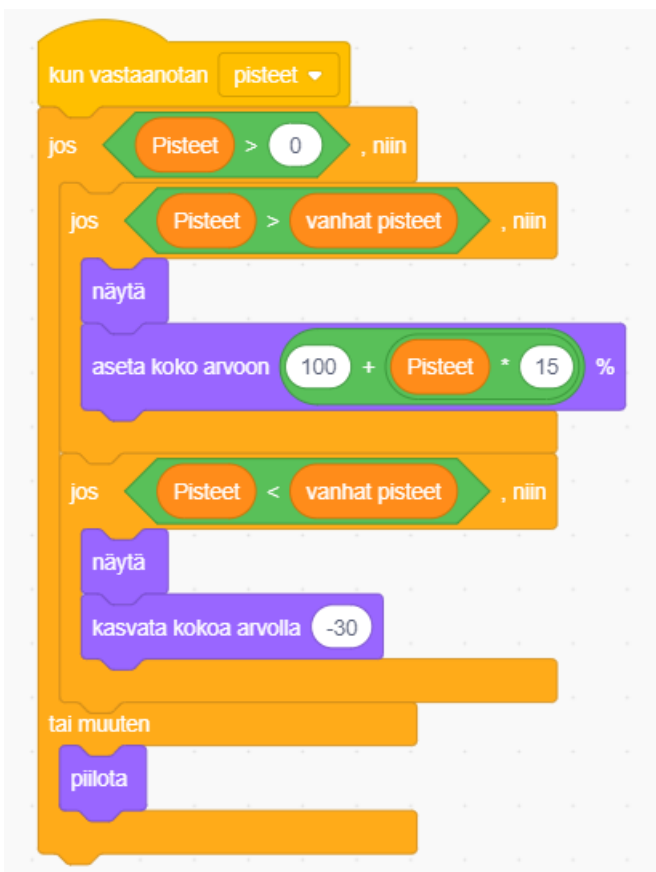 kun vastaanotan pisteet
jos Pisteet > 0 , niin
jos Pisteet > vanhat pisteet , niin
näytä
aseta koko arvoon 100 + Pisteet * 15 %
jos Pisteet < vanhat pisteet , niin
näytä
kasvata kokoa arvolla -30
tai muuten
piilota